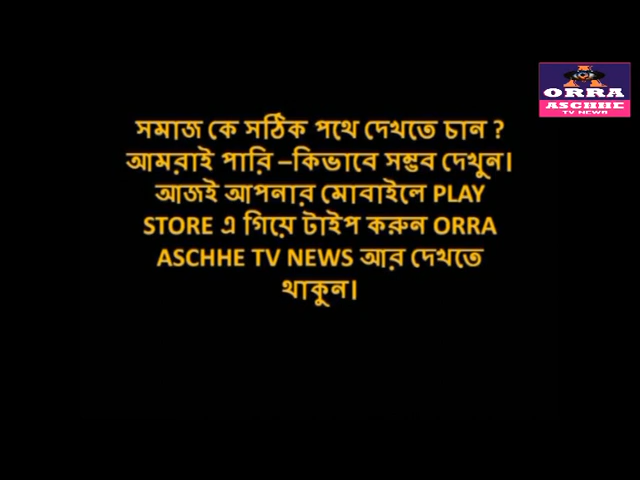 ORRA
ASCHHE
TV NEWS
সমাজ কে সঠিক পথে দেখতে চান ?
আমরাই পারি –কিভাবে সম্ভব দেখুন।
আজই আপনার মোবাইলে PLAY
STORE এ গিয়ে টাইপ করুন ORRA
ASCHHE TV NEWS আর দেখতে
থাকুন।